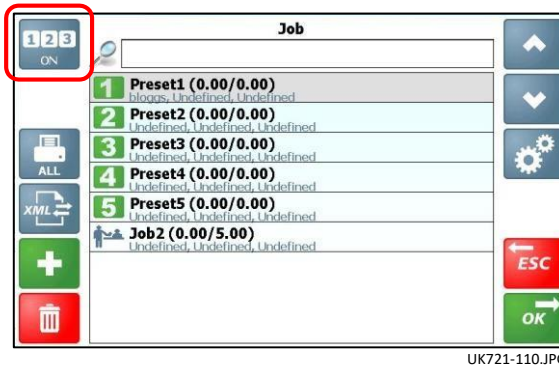 Job
1 2 3
ON
1 Preset1 (0.00/0.00)
bloggs, Undefined, Undefined
2 Preset2 (0.00/0.00)
Undefined, Undefined, Undefined
3 Preset3 (0.00/0.00)
Undefined, Undefined, Undefined
4 Preset4 (0.00/0.00)
Undefined, Undefined, Undefined
5 Preset5 (0.00/0.00)
Undefined, Undefined, Undefined
Job2 (0.00/5.00)
Undefined, Undefined, Undefined
ALL
XML
ESC
OK
UK721-110.JPG